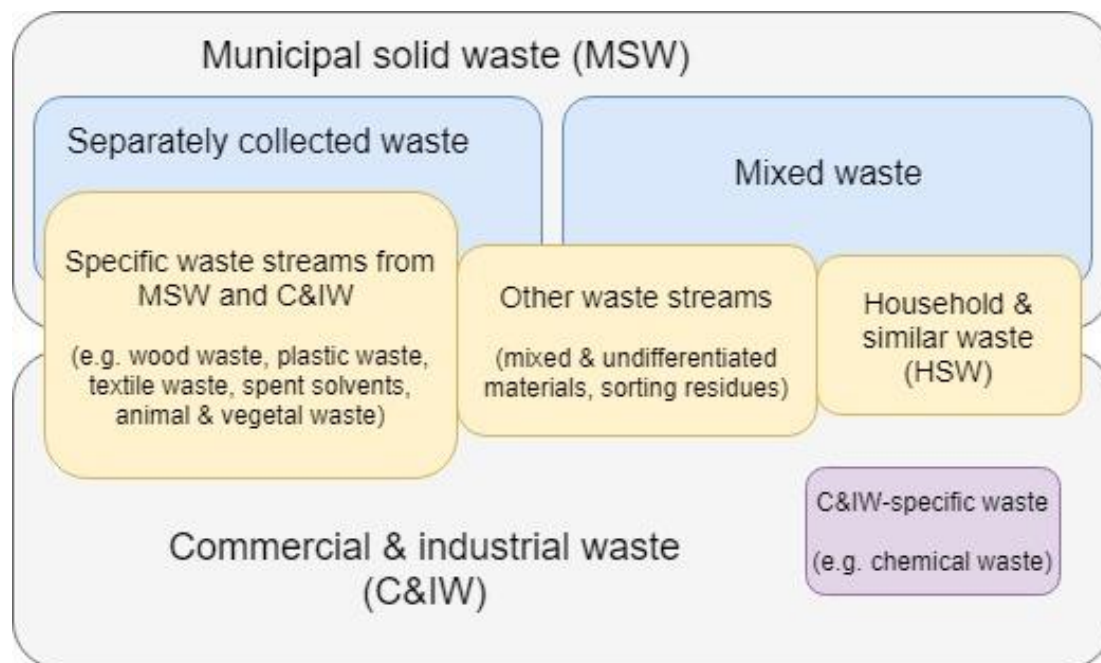 Municipal solid waste (MSW)
Separately collected waste
Mixed waste
Specific waste streams from
MSW and C&IW
(e.g. wood waste, plastic waste,
textile waste, spent solvents,
animal & vegetal waste)
Other waste streams
(mixed & undifferentiated
materials, sorting residues)
Household &
similar waste
(HSW)
C&IW-specific waste
(e.g. chemical waste)
Commercial & industrial waste
(C&IW)